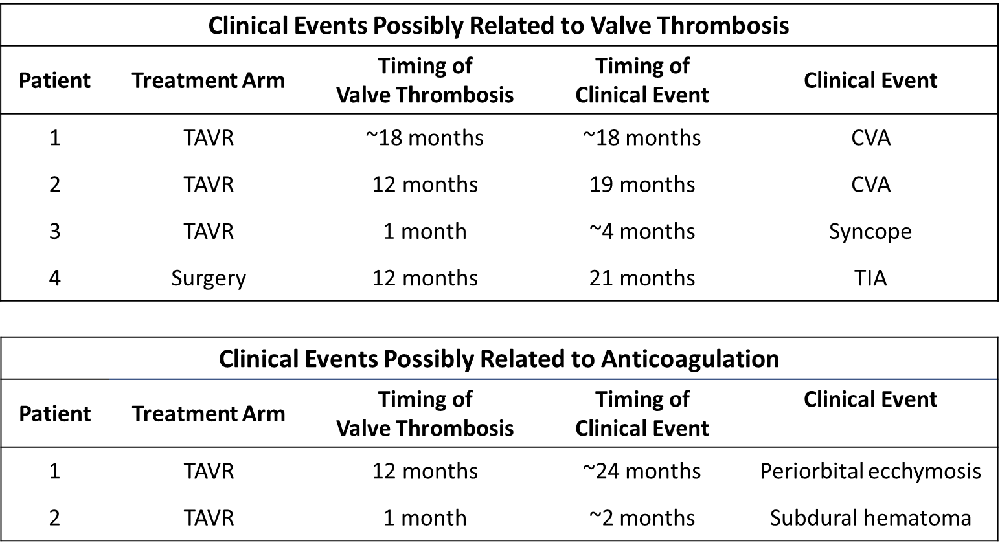 Clinical Events Possibly Related to Valve Thrombosis
Patient Treatment Arm Timing of Valve Thrombosis Timing of Clinical Event Clinical Event
1 TAVR ~18 months ~18 months CVA
2 TAVR 12 months 19 months CVA
3 TAVR 1 month ~4 months Syncope
4 Surgery 12 months 21 months TIA
Clinical Events Possibly Related to Anticoagulation
Patient Treatment Arm Timing of Valve Thrombosis Timing of Clinical Event Clinical Event
1 TAVR 12 months ~24 months Periorbital ecchymosis
2 TAVR 1 month ~2 months Subdural hematoma